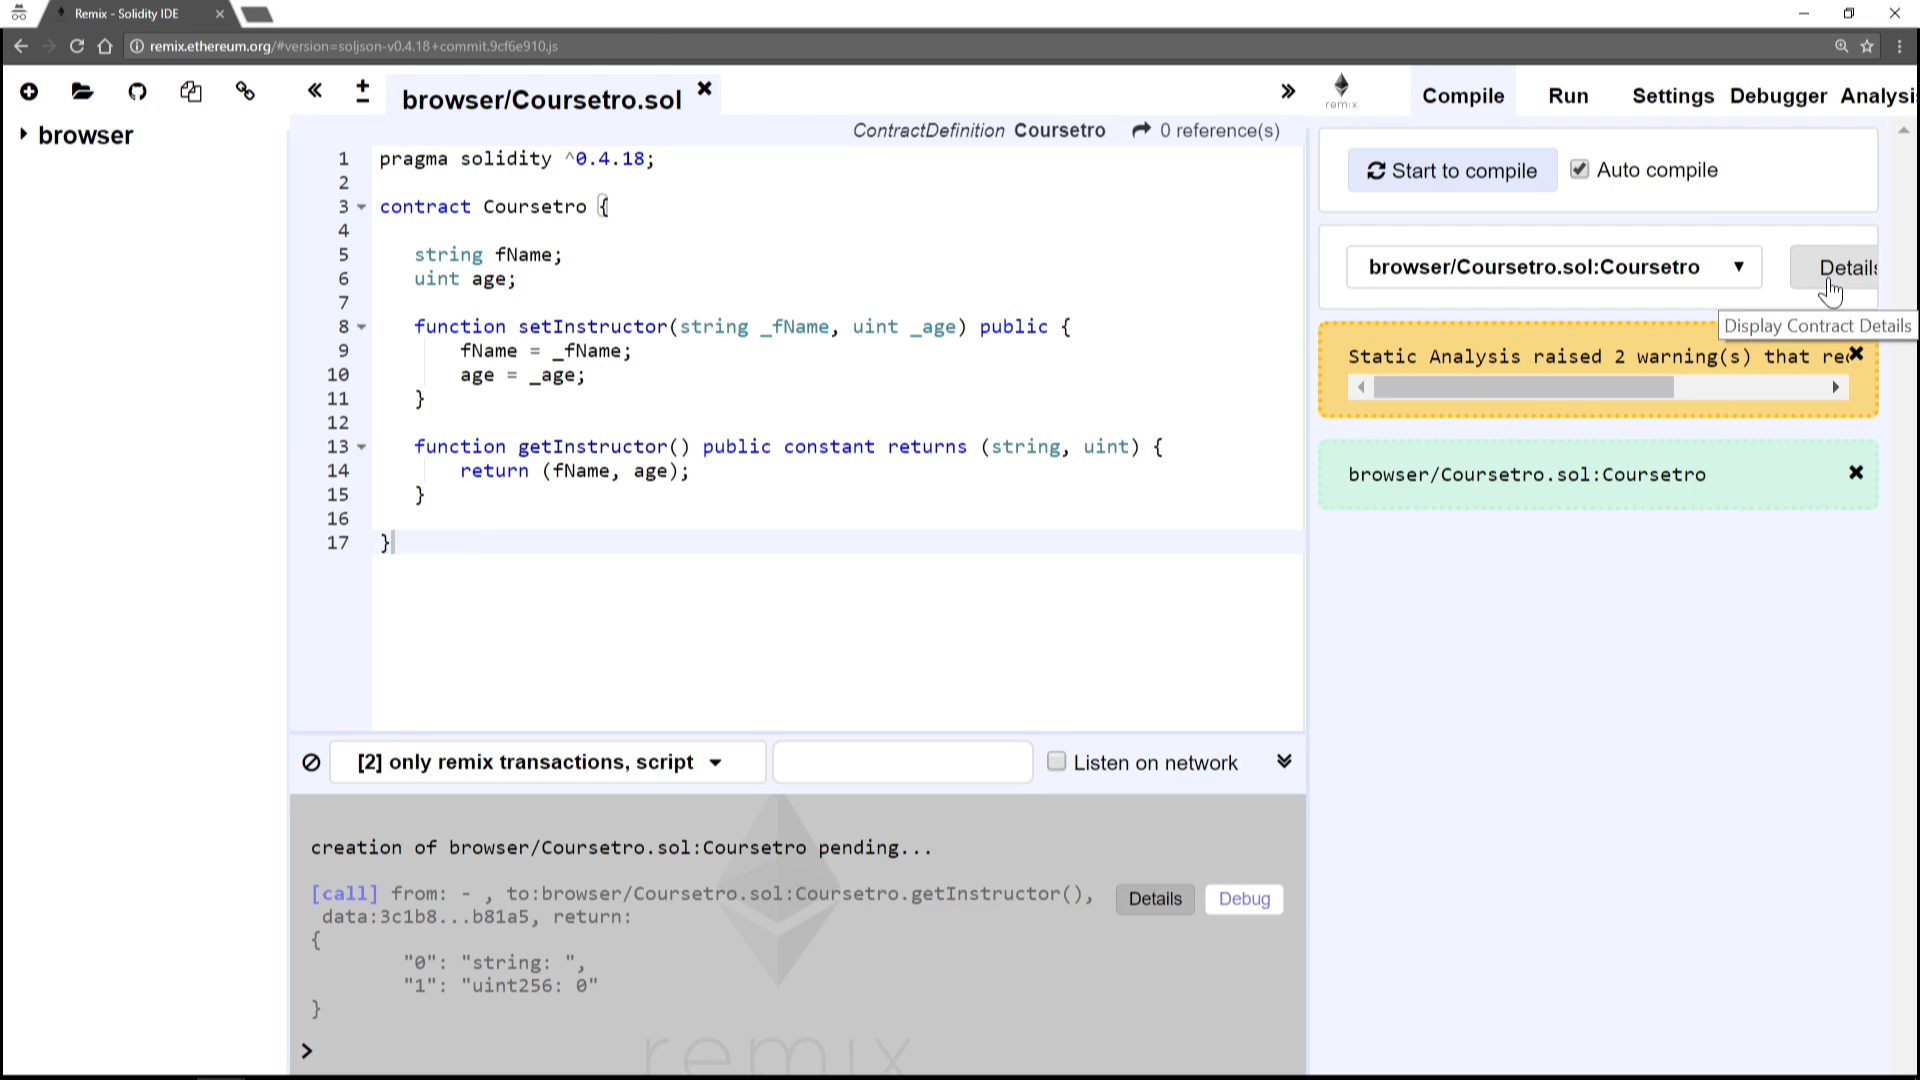 Remix - Solidity IDE
remix.ethereum.org/#version=soljson-v0.4.18+commit.9cf6e910.js
browser/Coursetro.sol
remix
Compile
Run
Settings
Debugger
Analysi
browser
ContractDefinition Coursetro 0 reference(s)
1 pragma solidity ^0.4.18;
2
3 contract Coursetro {
4
5 string fName;
6 uint age;
7
8 function setInstructor(string _fName, uint _age) public {
9 fName = _fName;
10 age = _age;
11 }
12
13 function getInstructor() public constant returns (string, uint) {
14 return (fName, age);
15 }
16
17 }
Start to compile
Auto compile
browser/Coursetro.sol:Coursetro
Details
Display Contract Details
Static Analysis raised 2 warning(s) that re
browser/Coursetro.sol:Coursetro
[2] only remix transactions, script
Listen on network
creation of browser/Coursetro.sol:Coursetro pending...
[call] from: - , to:browser/Coursetro.sol:Coursetro.getInstructor(),
data:3c1b8...b81a5, return:
Details
Debug
{
"0": "string: ",
"1": "uint256: 0"
}
>
remix